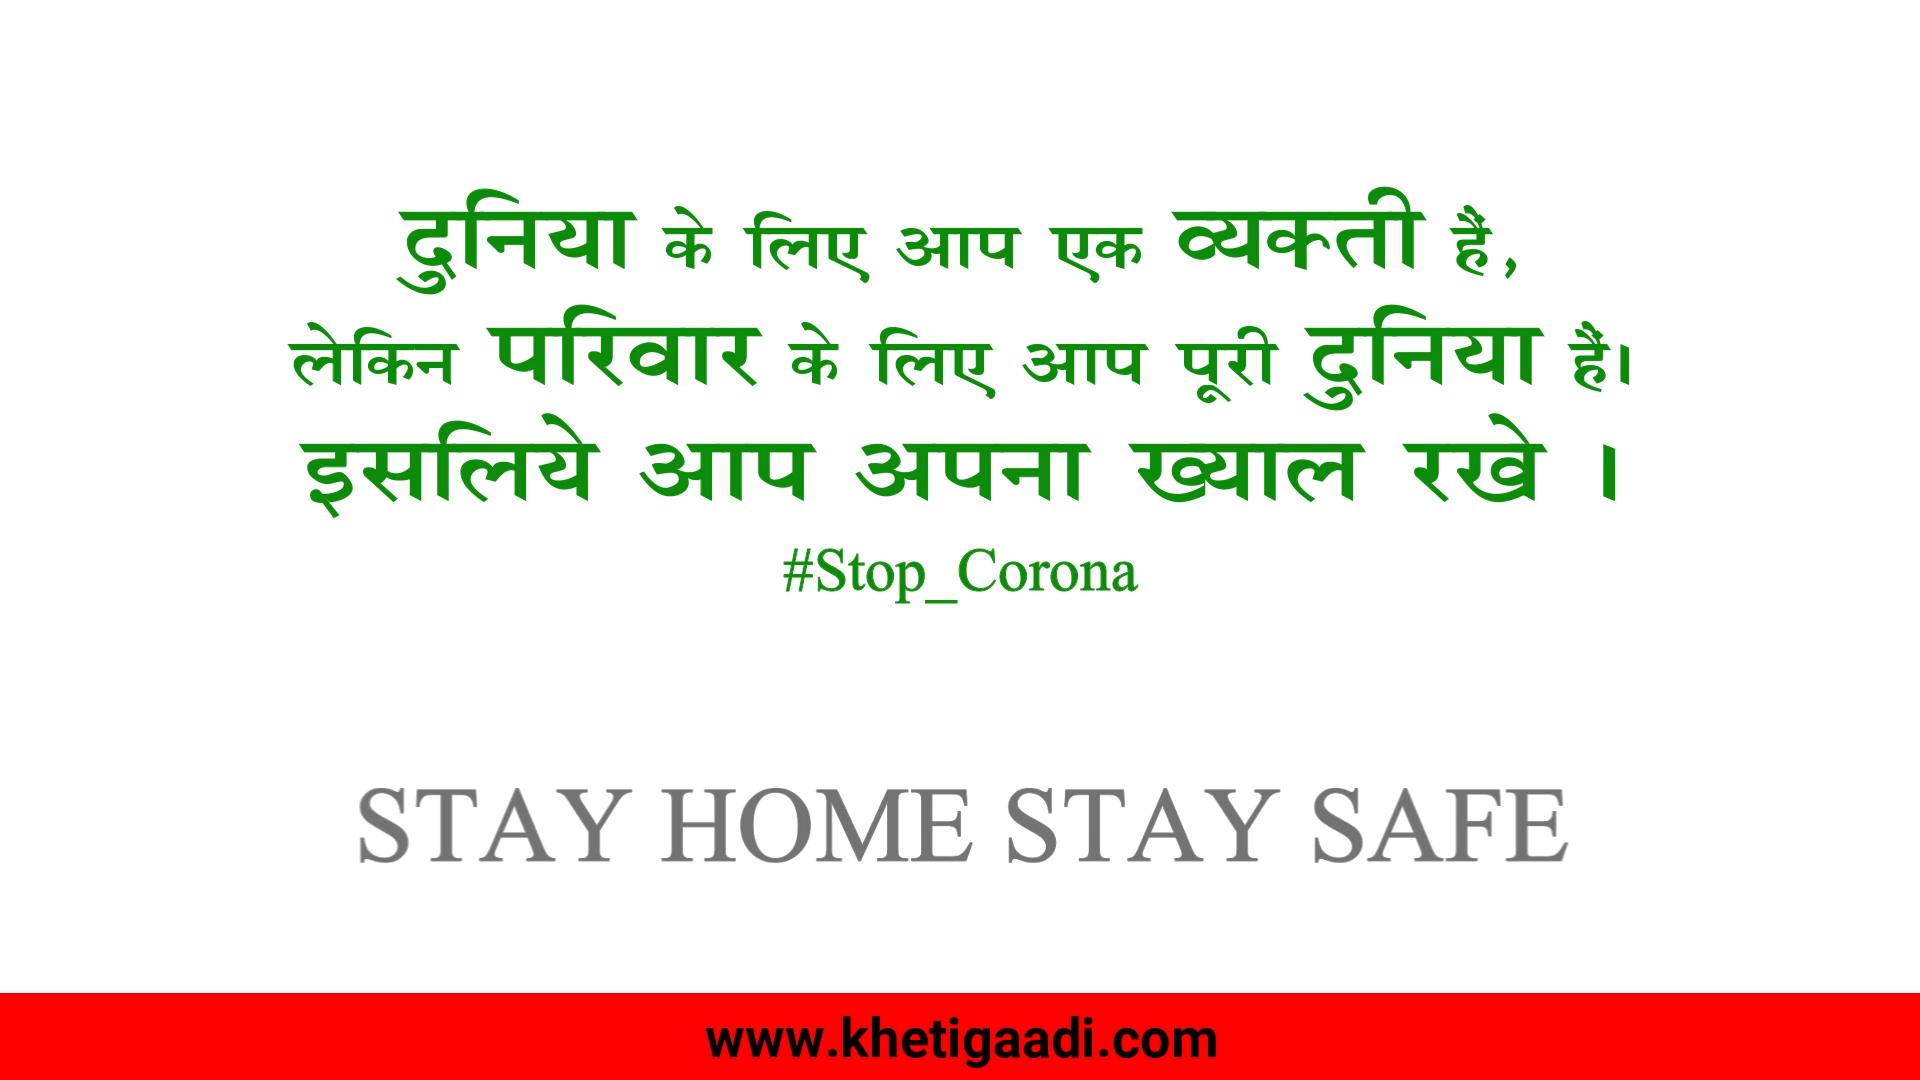 दुनिया के लिए आप एक व्यक्ती हैं,
लेकिन परिवार के लिए आप पूरी दुनिया हैं।
इसलिये आप अपना ख्याल रखे ।
#Stop_Corona
STAY HOME STAY SAFE
www.khetigaadi.com